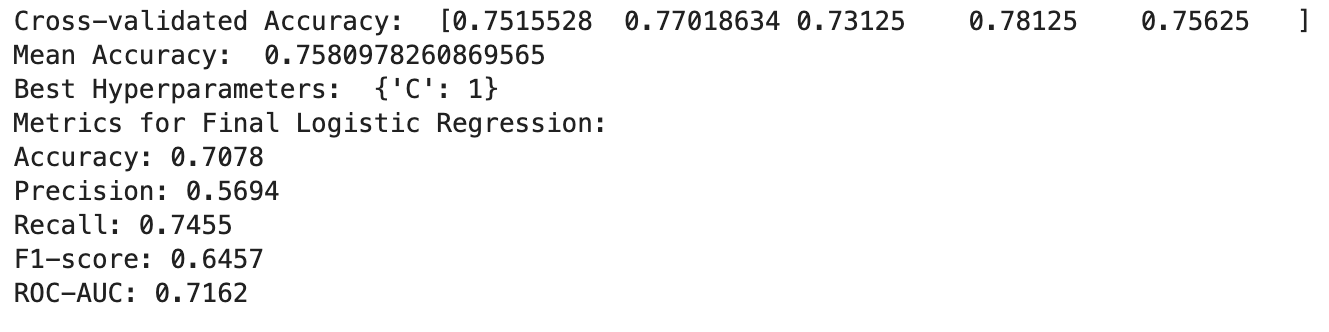 Cross-validated Accuracy:  [0.7515528  0.77018634 0.73125    0.78125    0.75625   ]
Mean Accuracy:  0.7580978260869565
Best Hyperparameters:  {'C': 1}
Metrics for Final Logistic Regression:
Accuracy: 0.7078
Precision: 0.5694
Recall: 0.7455
F1-score: 0.6457
ROC-AUC: 0.7162